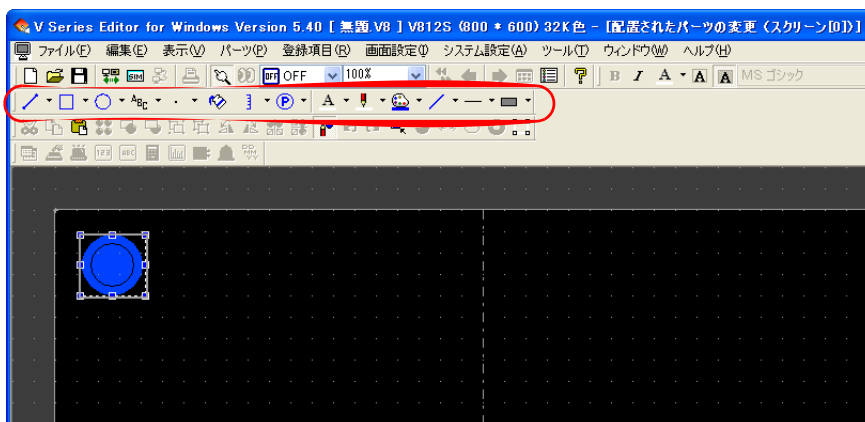 V Series Editor for Windows Version 5.40 [ 無題.V8 ] V812S (800 * 600) 32K色 - [配置されたパーツの変更 (スクリーン[0])]
ファイル(F) 編集(E) 表示(V) パーツ(P) 登録項目(R) 画面設定(I) システム設定(A) ツール(T) ウィンドウ(W) ヘルプ(H)
OFF OFF 100% B I A A A MS ゴシック
ABC P A
123 ABC